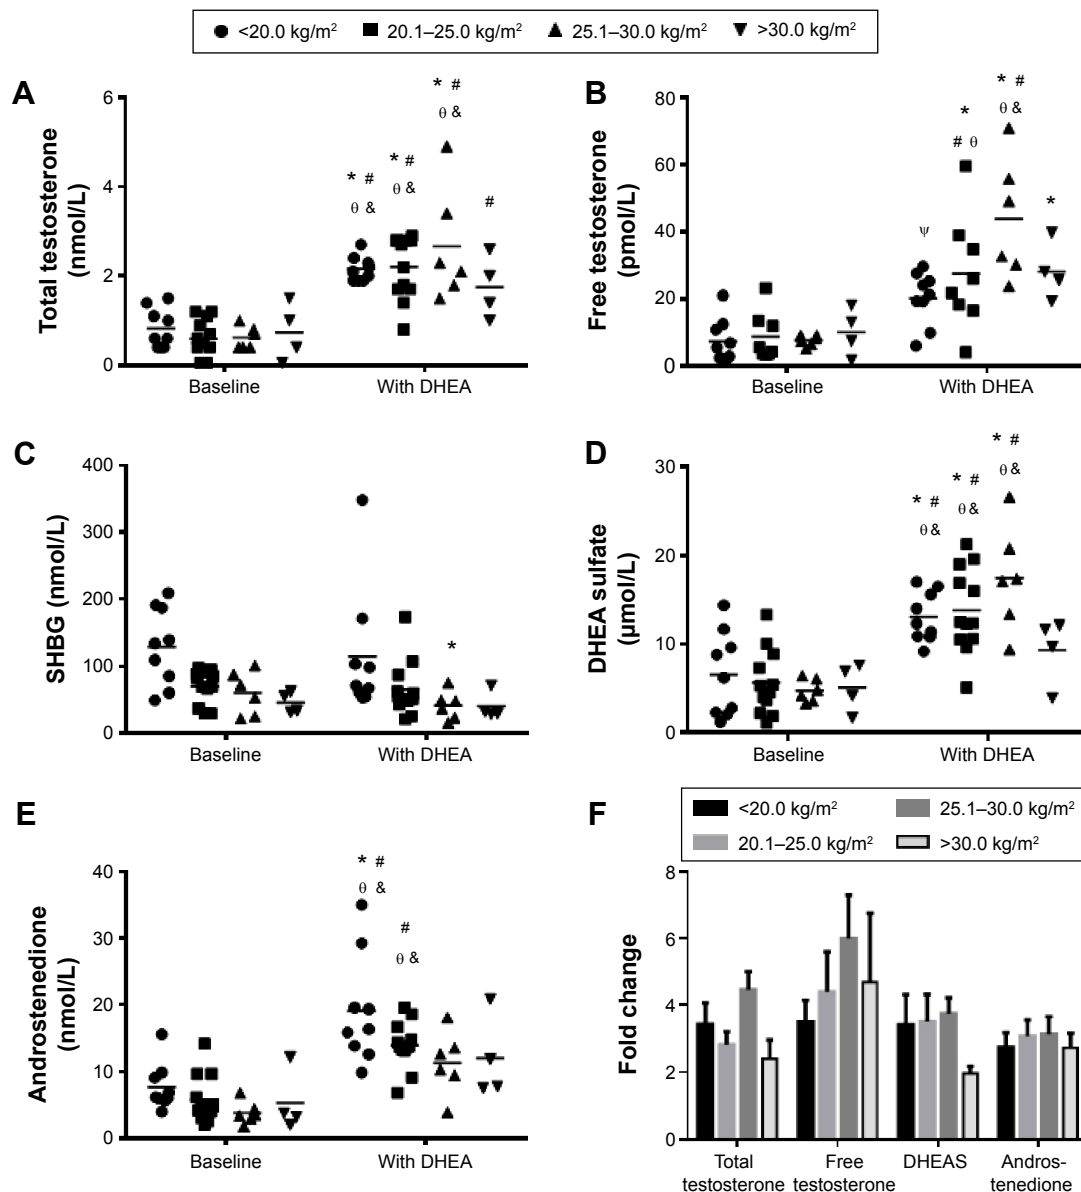 <20.0 kg/m² 20.1–25.0 kg/m² 25.1–30.0 kg/m² >30.0 kg/m²
A
Total testosterone
(nmol/L)
6
4
2
0
* #
θ &
* #
θ &
* #
θ &
#
Baseline
With DHEA
B
Free testosterone
(pmol/L)
80
60
40
20
0
ψ
*
# θ
* #
θ &
*
Baseline
With DHEA
C
SHBG (nmol/L)
400
300
200
100
0
*
Baseline
With DHEA
D
DHEA sulfate
(µmol/L)
30
20
10
0
* #
θ &
* #
θ &
* #
θ &
Baseline
With DHEA
E
Androstenedione
(nmol/L)
40
30
20
10
0
* #
θ &
#
θ &
Baseline
With DHEA
F
<20.0 kg/m² 25.1–30.0 kg/m²
20.1–25.0 kg/m² >30.0 kg/m²
Fold change
8
6
4
2
0
Total
testosterone
Free
testosterone
DHEAS
Andros-
tenedione